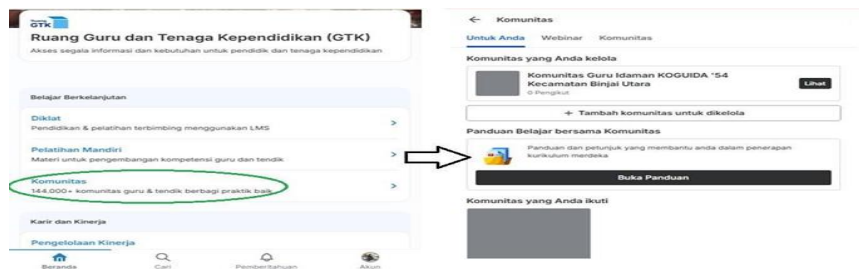 Ruang
GTK
Ruang Guru dan Tenaga Kependidikan (GTK)
Akses segala informasi dan kebutuhan untuk pendidik dan tenaga kependidikan
Belajar Berkelanjutan
Diklat
Pendidikan & pelatihan terbimbing menggunakan LMS
Pelatihan Mandiri
Materi untuk pengembangan kompetensi guru dan tendik
Komunitas
144.000+ komunitas guru & tendik berbagi praktik baik
Karir dan Kinerja
Pengelolaan Kinerja
Beranda Cari Pemberitahuan Akun
Komunitas
Untuk Anda Webinar Komunitas
Komunitas yang Anda kelola
Komunitas Guru Idaman KOGUIDA '54
Kecamatan Binjai Utara
0 Pengikut
Lihat
+ Tambah komunitas untuk dikelola
Panduan Belajar bersama Komunitas
Panduan dan petunjuk yang membantu anda dalam penerapan
kurikulum merdeka
Buka Panduan
Komunitas yang Anda ikuti